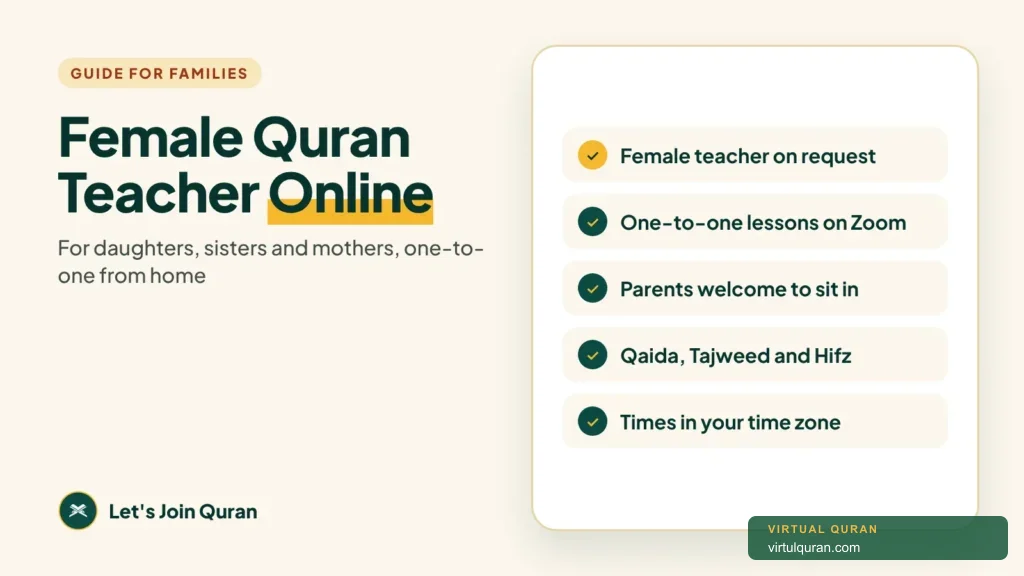 GUIDE FOR FAMILIES
Female Quran
Teacher Online
For daughters, sisters and mothers, one-to-
one from home
Let's Join Quran
Female teacher on request
One-to-one lessons on Zoom
Parents welcome to sit in
Qaida, Tajweed and Hifz
Times in your time zone
VIRTUAL QURAN
virtulquran.com